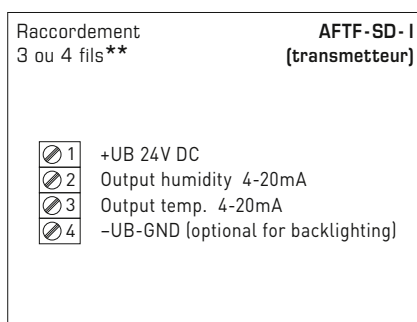 Raccordement AFTF-SD-I
3 ou 4 fils** (transmetteur)
1 +UB 24V DC
2 Output humidity 4-20mA
3 Output temp. 4-20mA
4 –UB-GND (optional for backlighting)